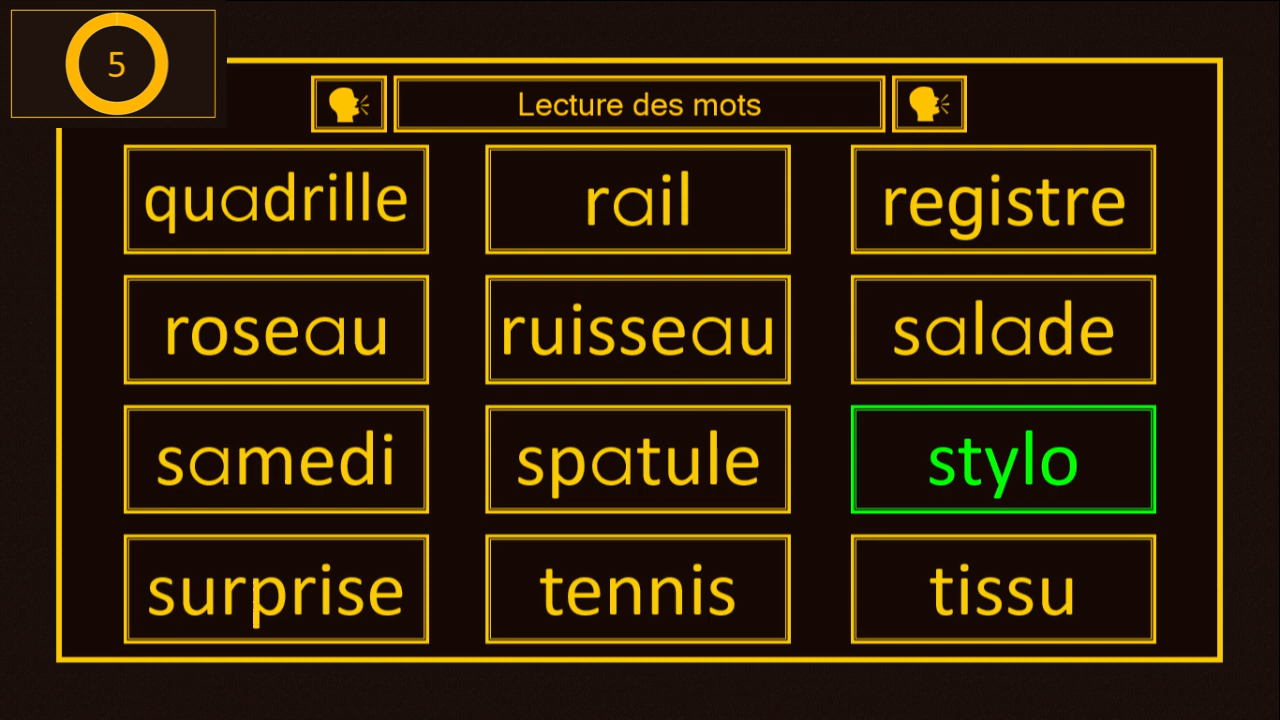 5
Lecture des mots
quadrille rail registre
roseau ruisseau salade
samedi spatule stylo
surprise tennis tissu